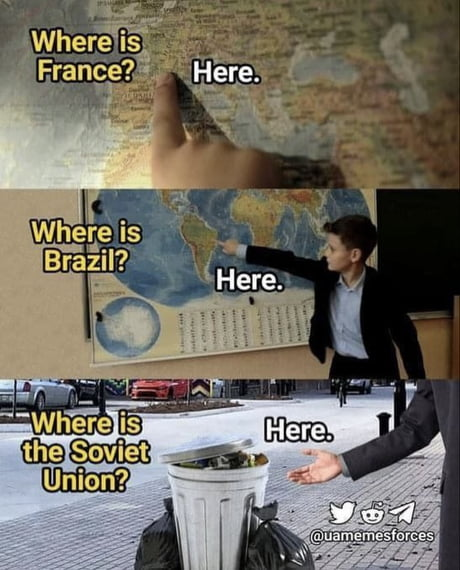 Where is
France?
Here.
Where is
Brazil?
Here.
Where is
the Soviet
Union?
Here.
@uamemesforces